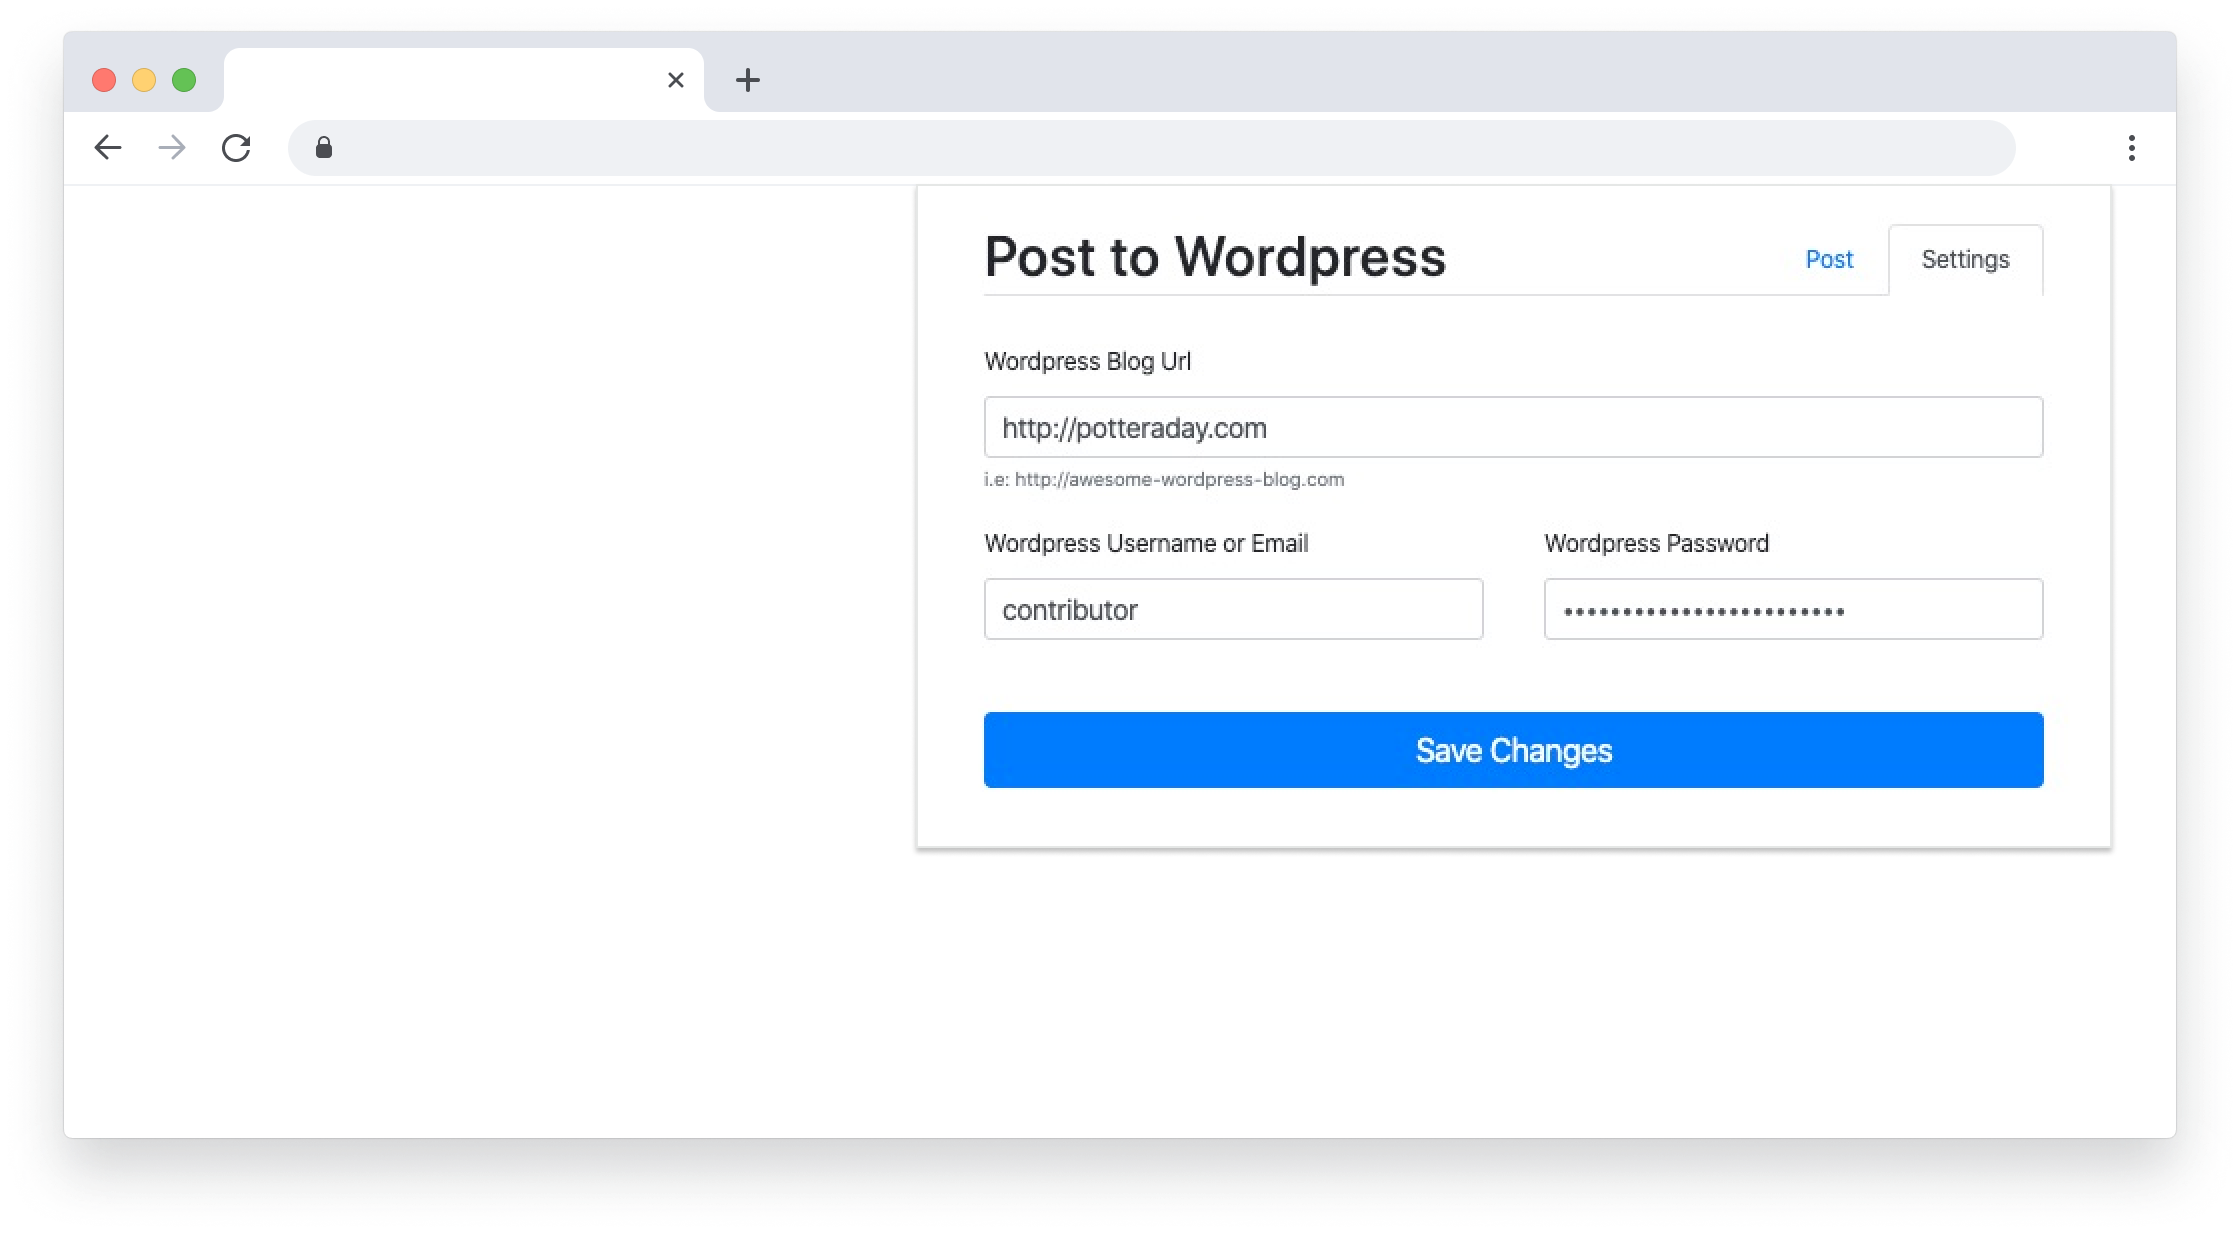 Post to Wordpress
Post
Settings
Wordpress Blog Url
http://potteraday.com
i.e: http://awesome-wordpress-blog.com
Wordpress Username or Email
Wordpress Password
contributor
••••••••••••••••••••••••
Save Changes